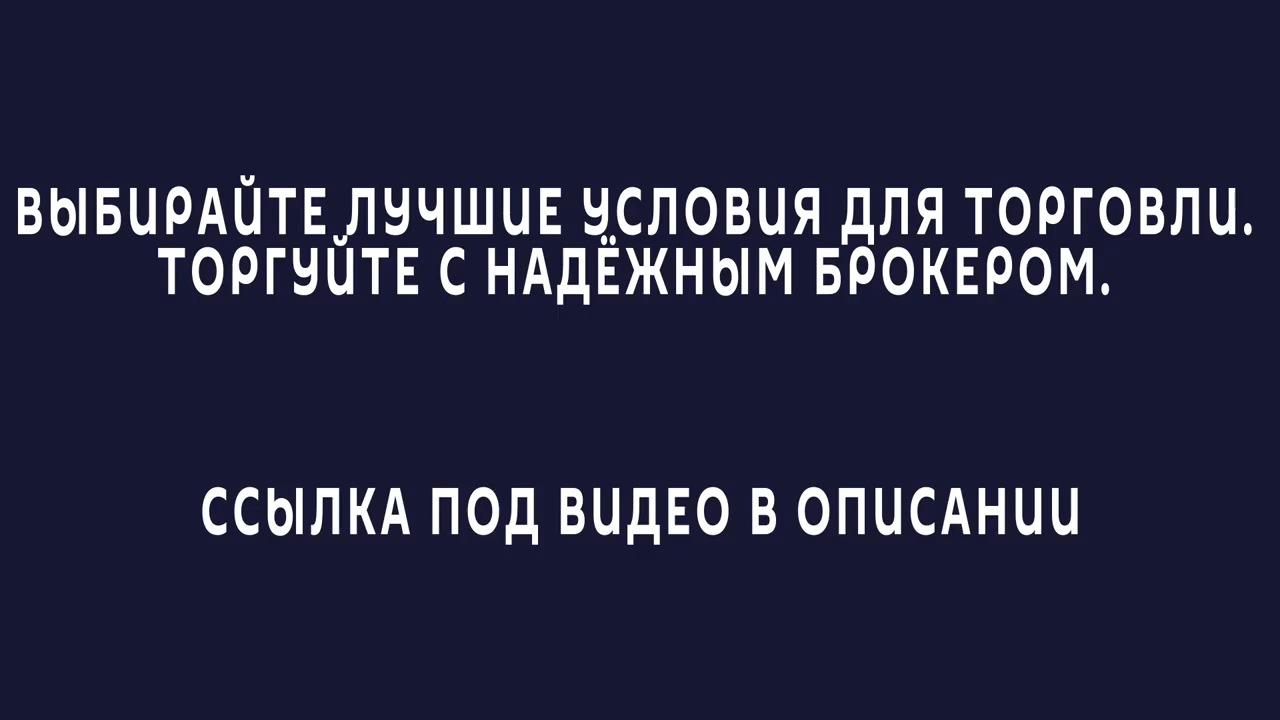 ВЫБИРАЙТЕ ЛУЧШИЕ УСЛОВИЯ ДЛЯ ТОРГОВЛИ.
ТОРГУЙТЕ С НАДЁЖНЫМ БРОКЕРОМ.
ССЫЛКА ПОД ВИДЕО В ОПИСАНИИ